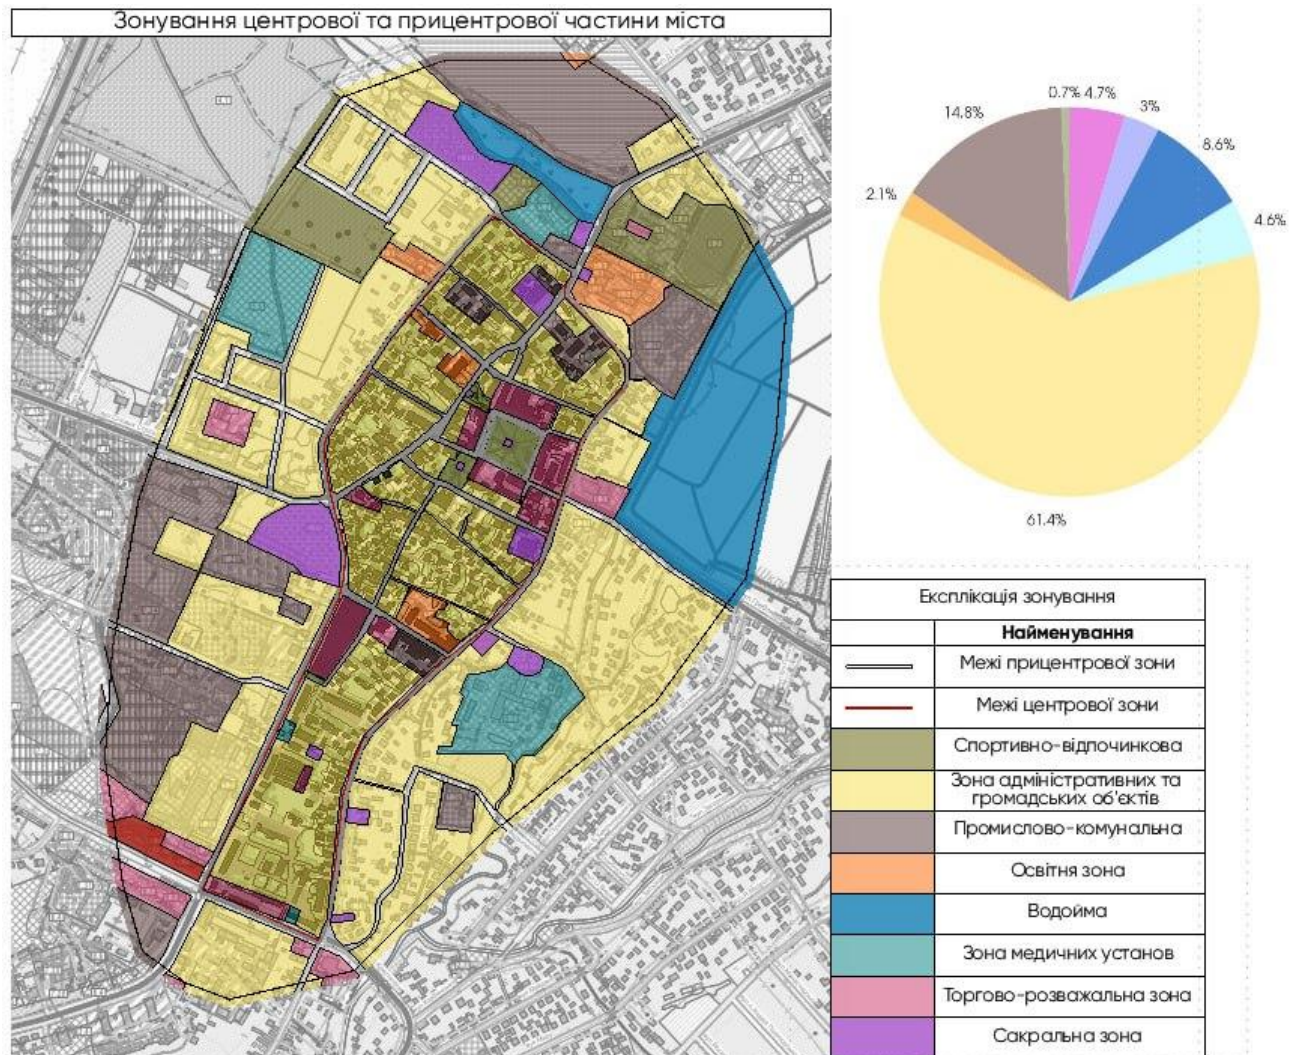 Зонування центрової та прицентрової частини міста
0.7% 4.7%
3%
14.8%
8.6%
2.1%
4.6%
61.4%
Експлікація зонування
Найменування
Межі прицентрової зони
Межі центрової зони
Спортивно-відпочинкова
Зона адміністративних та
громадських об'єктів
Промислово-комунальна
Освітня зона
Водойма
Зона медичних установ
Торгово-розважальна зона
Сакральна зона